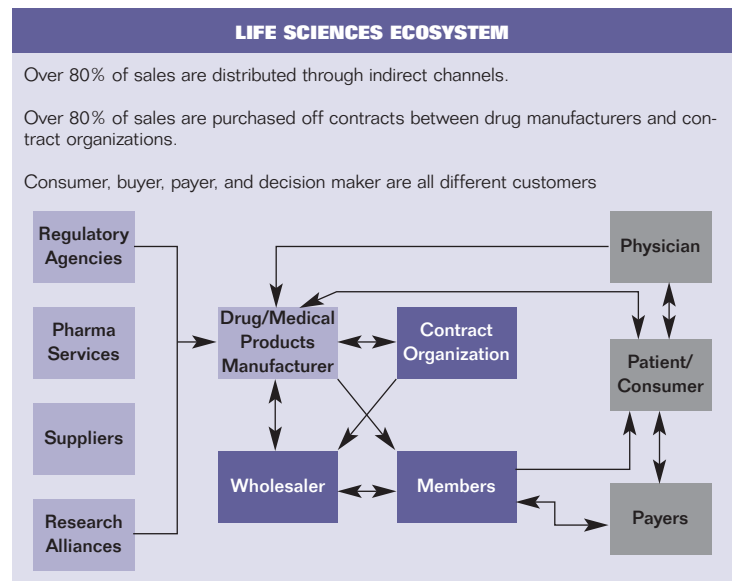 LIFE SCIENCES ECOSYSTEM
Over 80% of sales are distributed through indirect channels.
Over 80% of sales are purchased off contracts between drug manufacturers and con-
tract organizations.
Consumer, buyer, payer, and decision maker are all different customers
Regulatory
Agencies
Physician
Pharma
Services
Drug/Medical
Products
Manufacturer
Contract
Organization
Patient/
Consumer
Suppliers
Wholesaler
Members
Research
Alliances
Payers